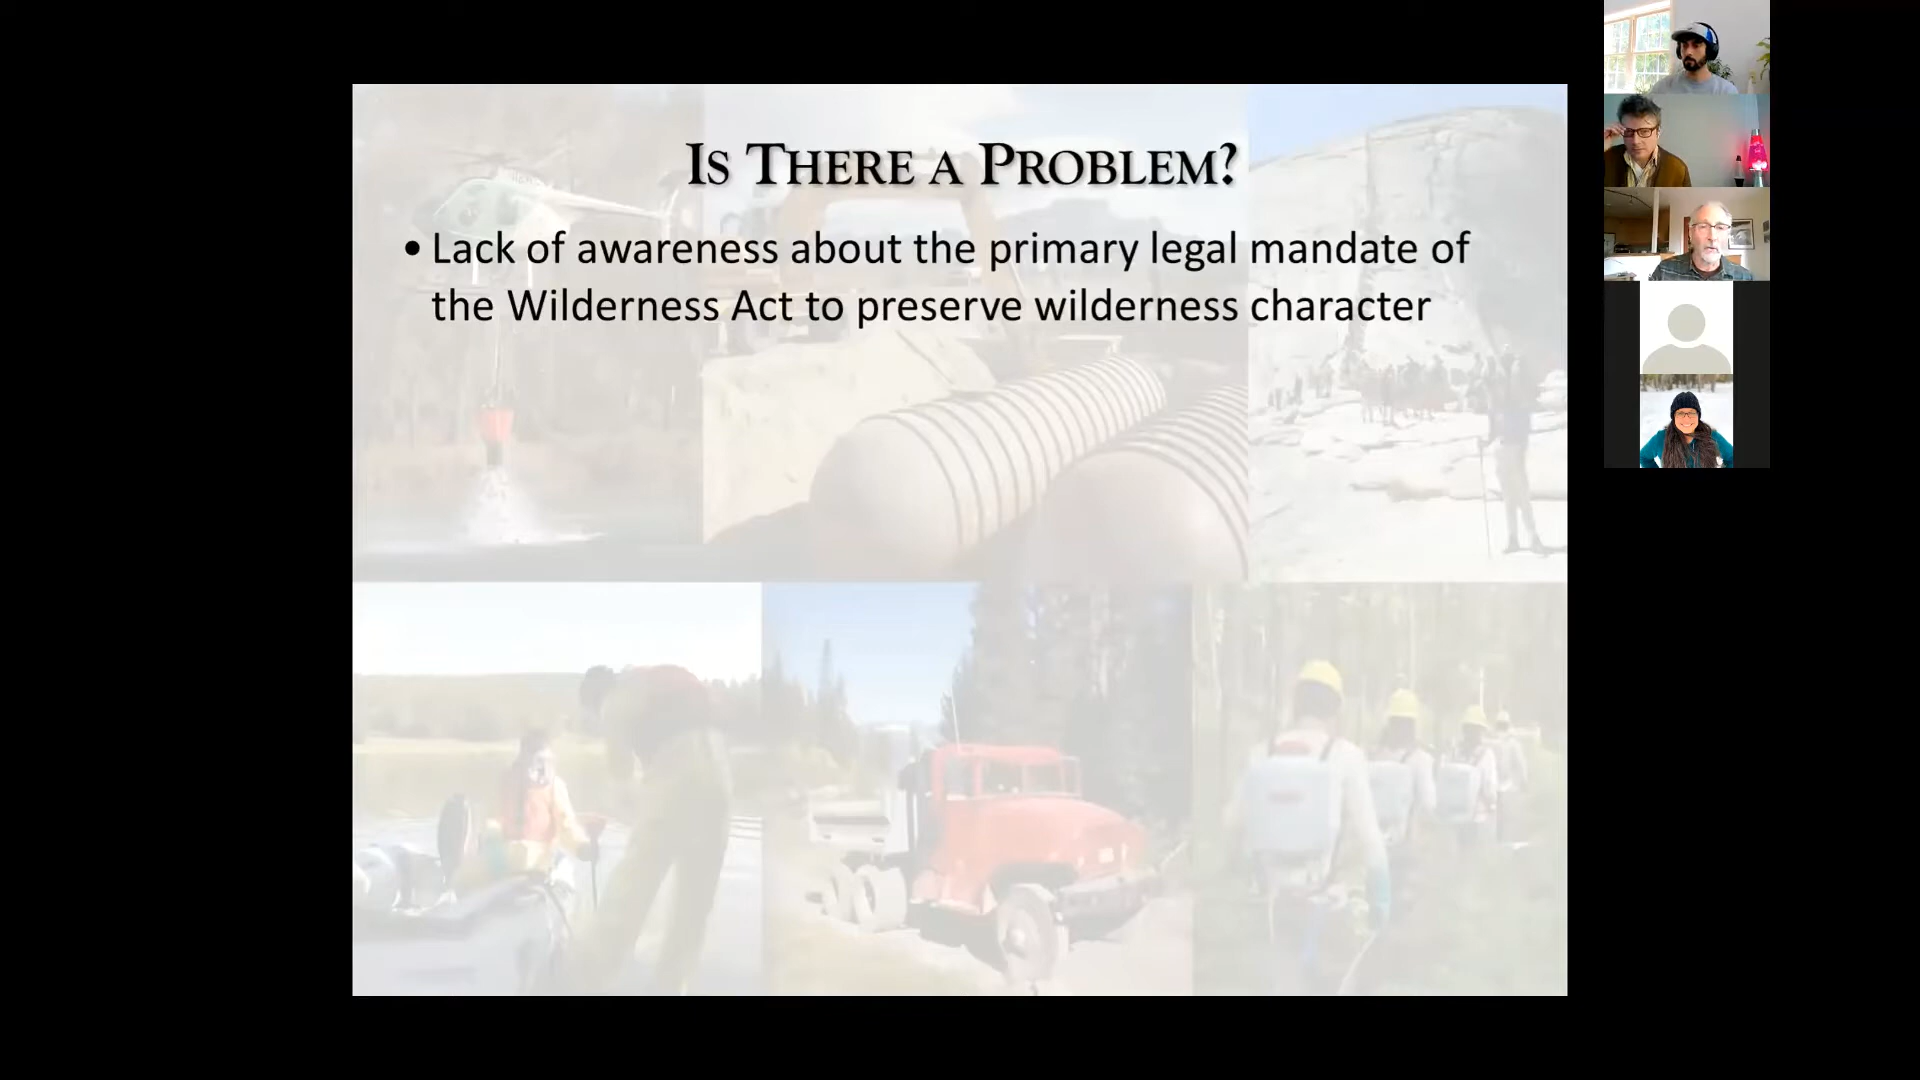 IS THERE A PROBLEM?
• Lack of awareness about the primary legal mandate of
the Wilderness Act to preserve wilderness character